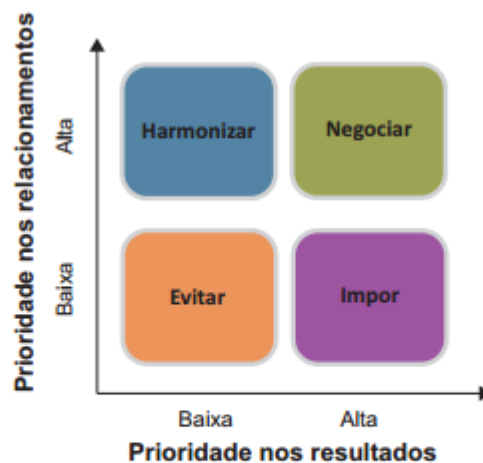 Prioridade nos relacionamentos
Alta
Baixa
Harmonizar
Negociar
Evitar
Impor
Baixa
Alta
Prioridade nos resultados